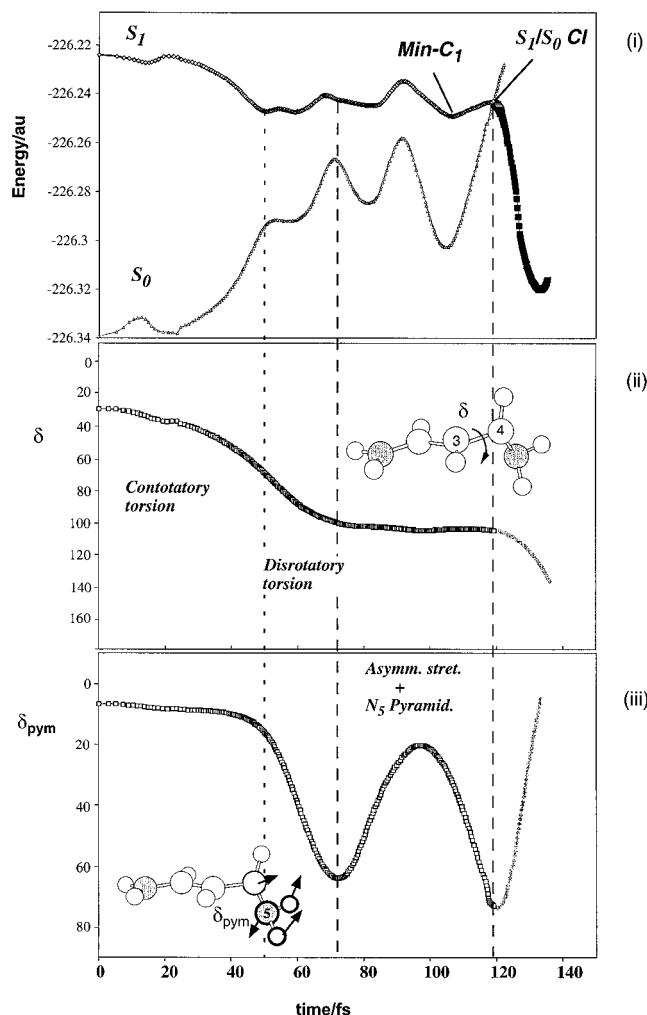 (i)
S1
Min-C1
S1/S0 CI
S0
Energy/au
-226.22
-226.24
-226.26
-226.28
-226.3
-226.32
-226.34
(ii)
δ
0
20
40
60
80
100
120
140
160
Contotatory
torsion
Disrotatory
torsion
δ
3
4
(iii)
δpym
0
20
40
60
80
Asymm. stret.
+
N5 Pyramid.
δpym
5
0
20
40
60
80
100
120
140
time/fs